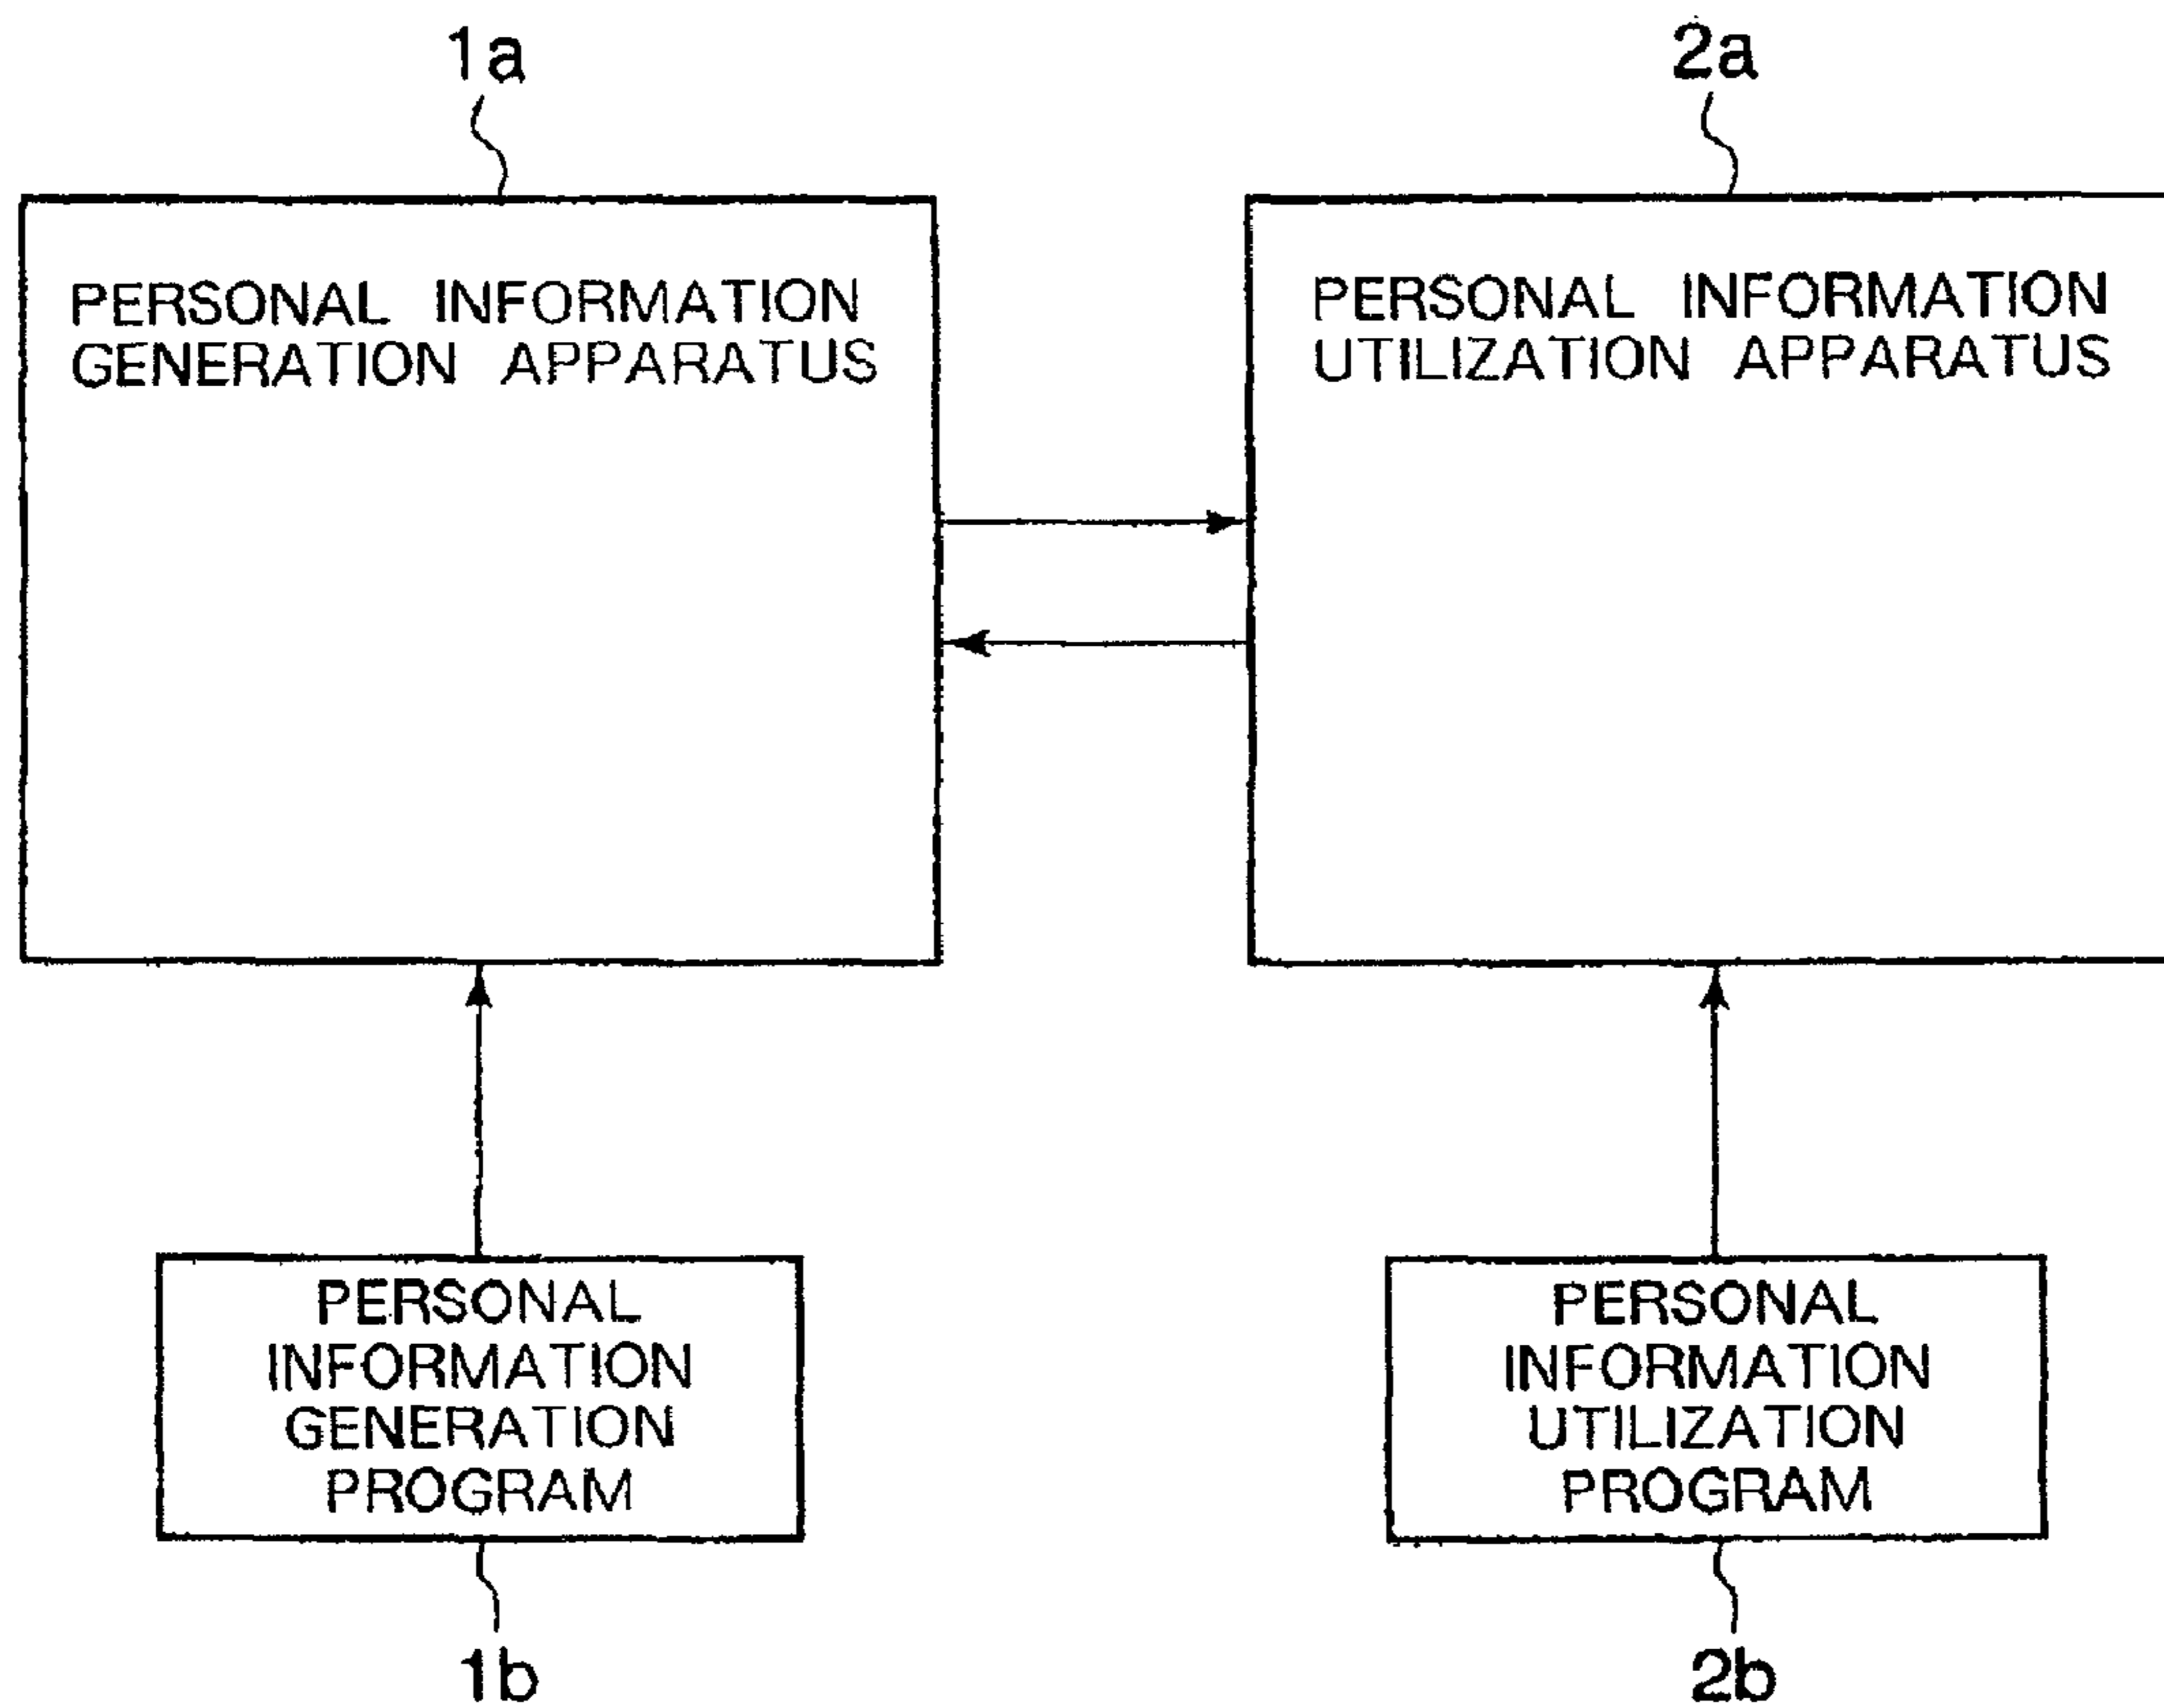 1a
2a
PERSONAL INFORMATION
GENERATION APPARATUS
PERSONAL INFORMATION
UTILIZATION APPARATUS
PERSONAL
INFORMATION
GENERATION
PROGRAM
PERSONAL
INFORMATION
UTILIZATION
PROGRAM
1b
2b